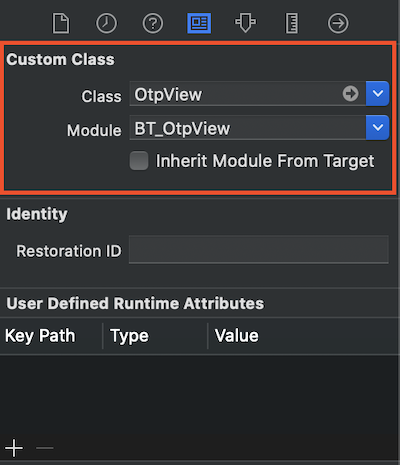 Custom Class
Class OtpView
Module BT_OtpView
Inherit Module From Target
Identity
Restoration ID
User Defined Runtime Attributes
Key Path Type Value